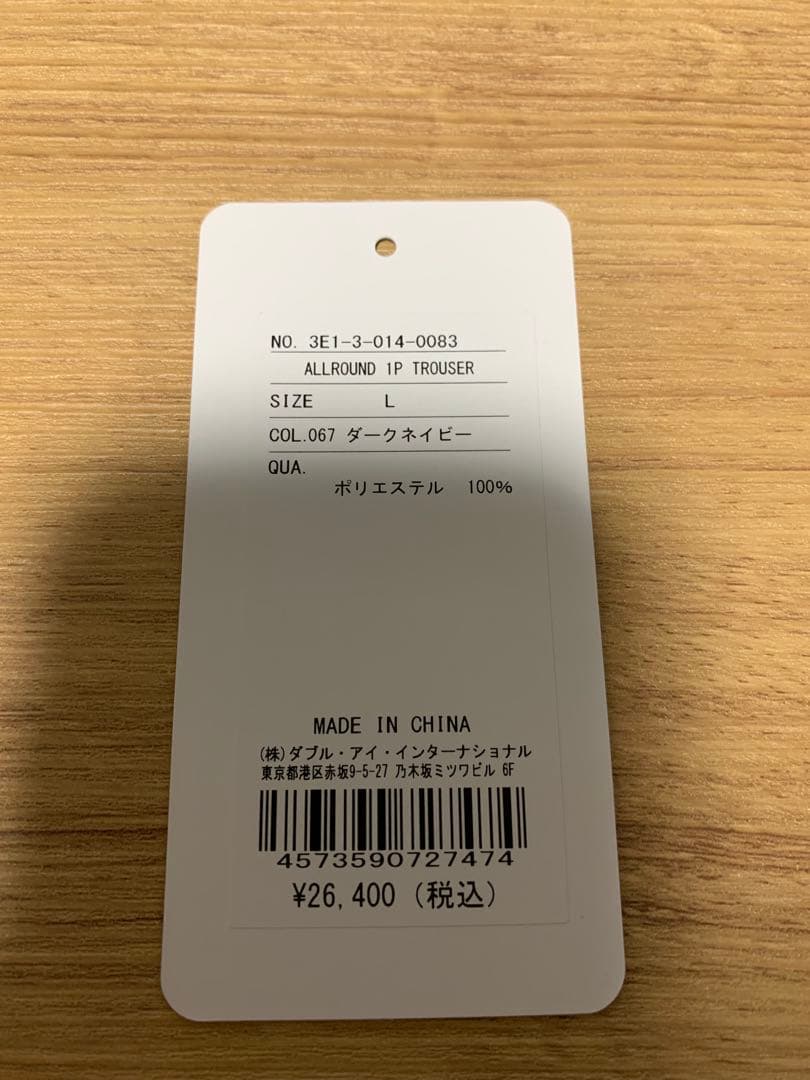 NO. 3E1-3-014-0083
ALLROUND 1P TROUSER
SIZE L
COL.067 ダークネイビー
QUA.
ポリエステル 100%
MADE IN CHINA
(株)ダブル・アイ・インターナショナル
東京都港区赤坂9-5-27 乃木坂ミツワビル 6F
4573590727474
¥26,400 (税込)